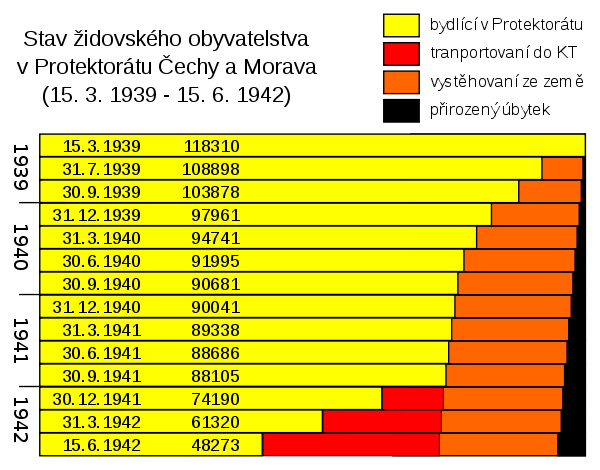 Stav židovského obyvatelstva
v Protektorátu Čechy a Morava
(15. 3. 1939 - 15. 6. 1942)
bydlící v Protektorátu
tranportovaní do KT
vystěhovaní ze země
přirozený úbytek
1939
15. 3. 1939 118310
31. 7. 1939 108898
30. 9. 1939 103878
31. 12. 1939 97961
1940
31. 3. 1940 94741
30. 6. 1940 91995
30. 9. 1940 90681
31. 12. 1940 90041
1941
31. 3. 1941 89338
30. 6. 1941 88686
30. 9. 1941 88105
30. 12. 1941 74190
1942
31. 3. 1942 61320
15. 6. 1942 48273